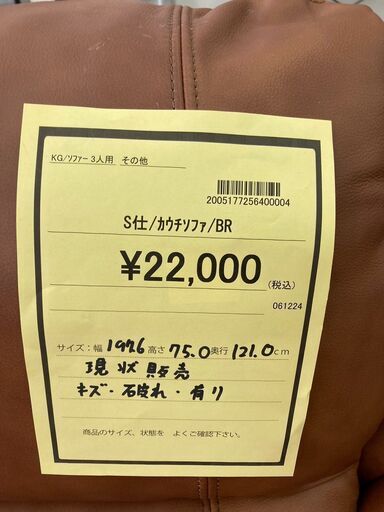 KG/ソファー3人用 その他
2005177256400004
S仕/カウチソファ/BR
¥22,000(税込)
061224
サイズ:幅197.6高さ75.0奥行121.0cm
現状販売
キズ・石皮れ・有り
商品のサイズ、状態を よくご確認下さい。